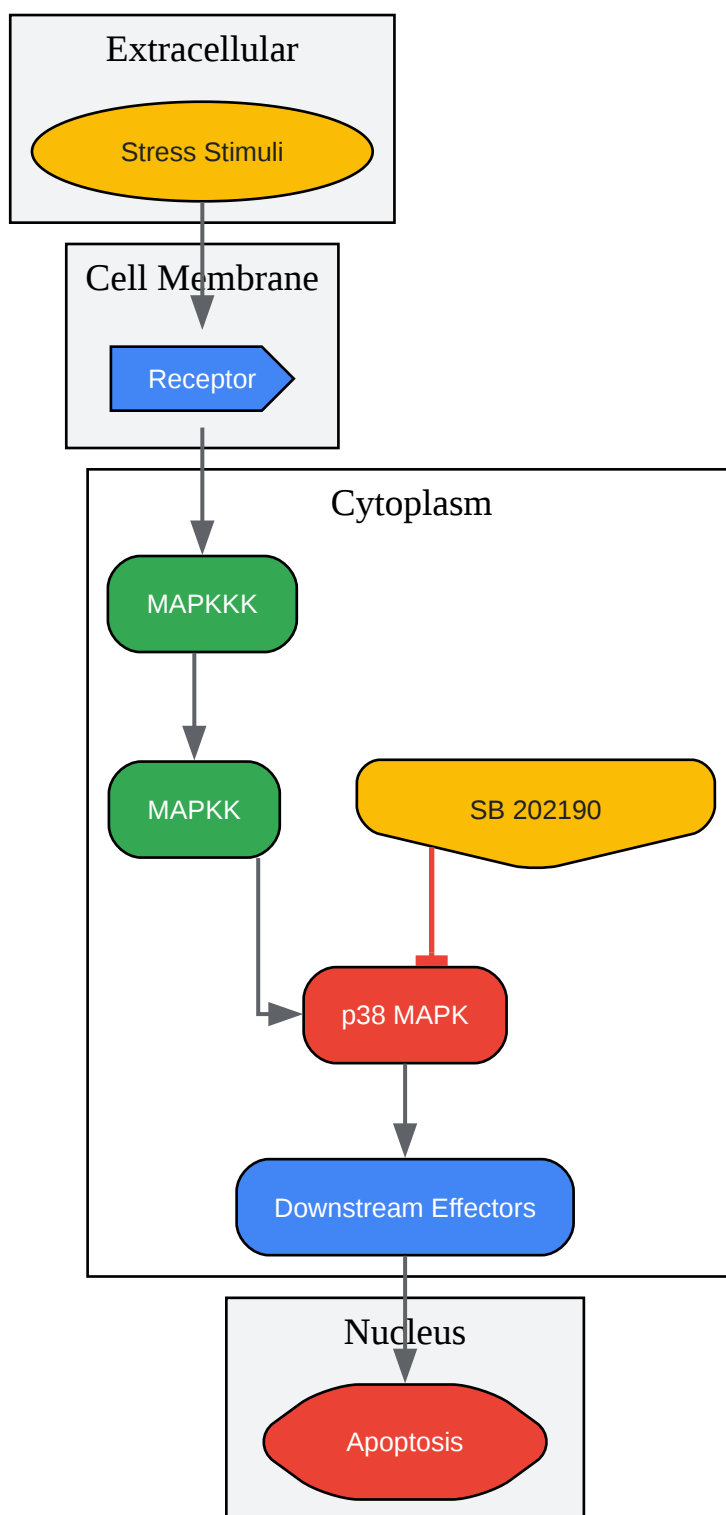 Extracellular
Stress Stimuli
Cell Membrane
Receptor
Cytoplasm
MAPKKK
MAPKK
SB 202190
p38 MAPK
Downstream Effectors
Nucleus
Apoptosis